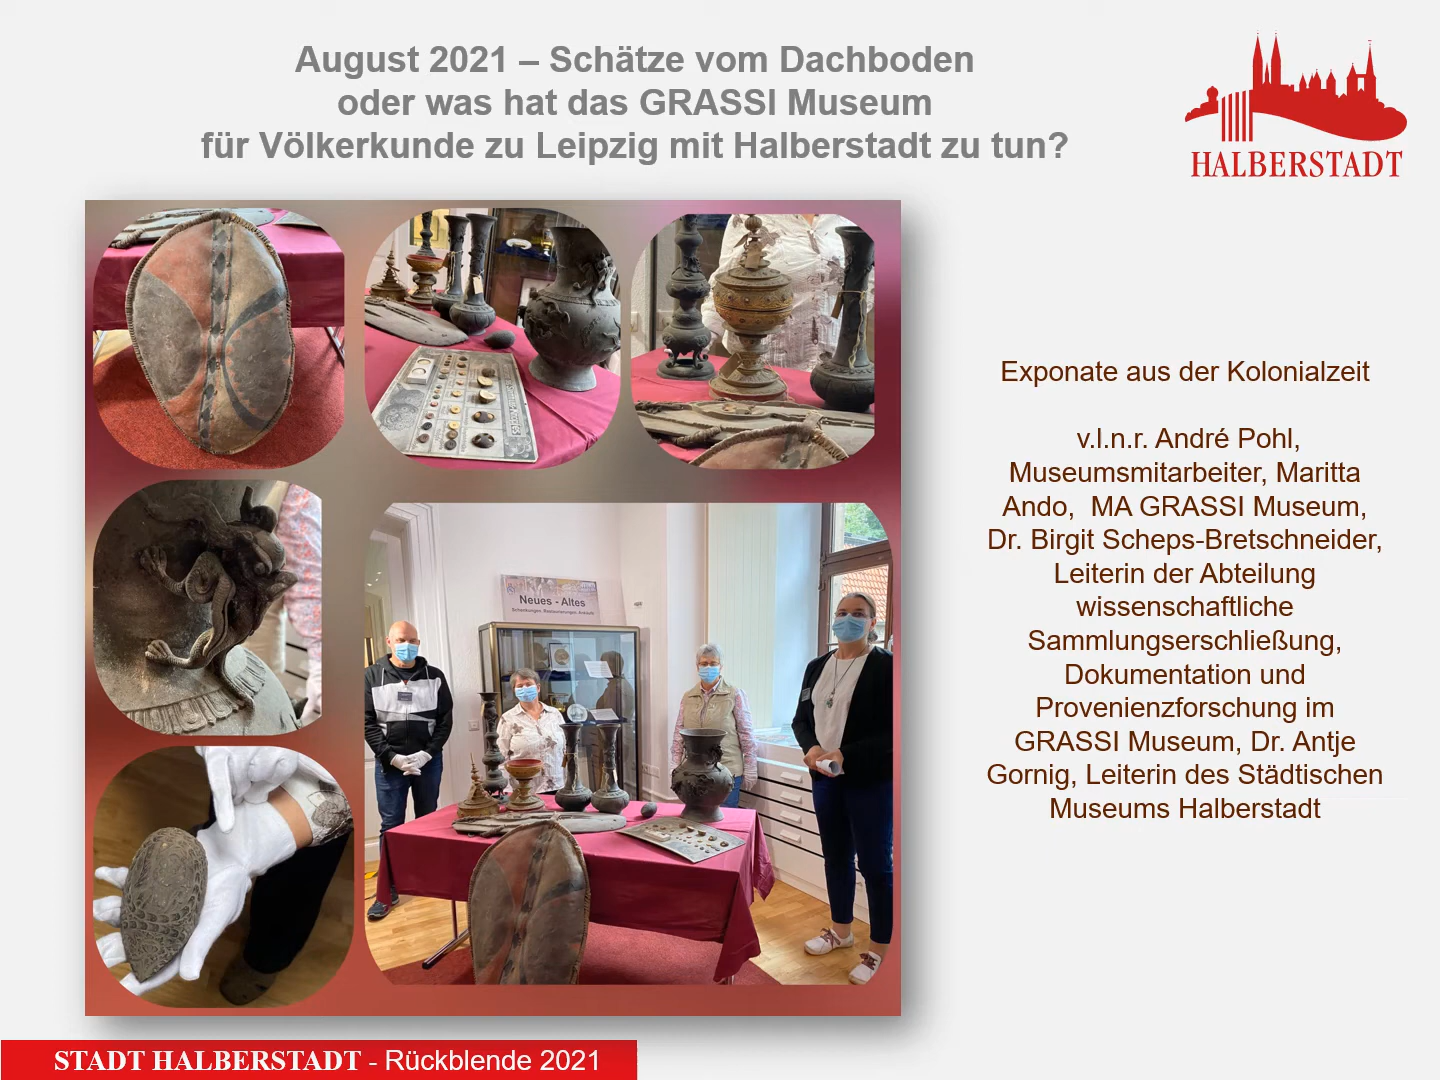 August 2021 – Schätze vom Dachboden
oder was hat das GRASSI Museum
für Völkerkunde zu Leipzig mit Halberstadt zu tun?
HALBERSTADT
Neues - Altes
Schenkungen, Restaurierungen, Ankäufe
Exponate aus der Kolonialzeit
v.l.n.r. André Pohl,
Museumsmitarbeiter, Maritta
Ando, MA GRASSI Museum,
Dr. Birgit Scheps-Bretschneider,
Leiterin der Abteilung
wissenschaftliche
Sammlungserschließung,
Dokumentation und
Provenienzforschung im
GRASSI Museum, Dr. Antje
Gornig, Leiterin des Städtischen
Museums Halberstadt
STADT HALBERSTADT - Rückblende 2021